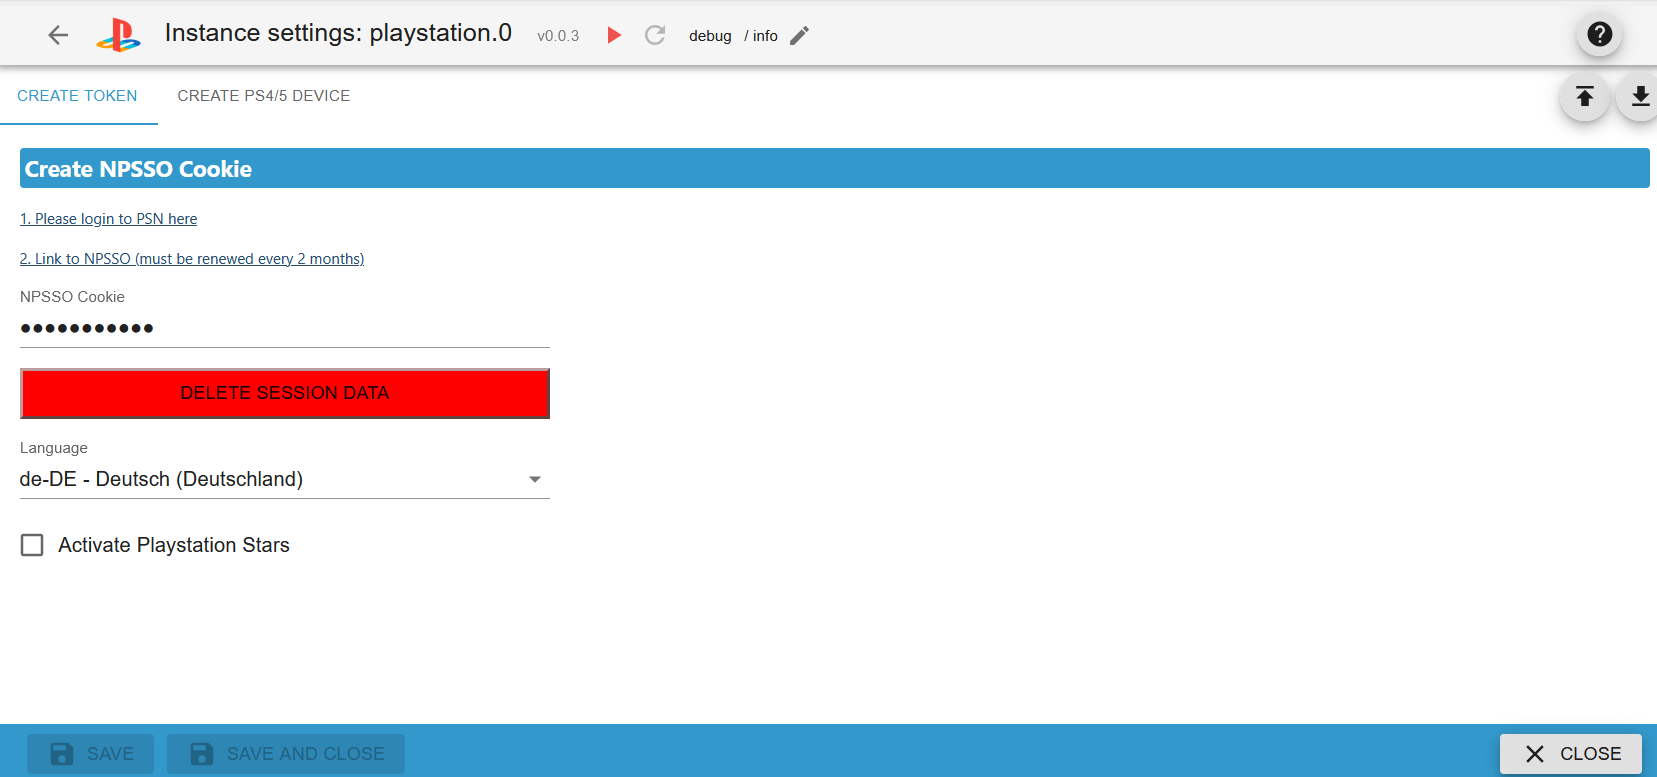 Instance settings: playstation.0 v0.0.3 debug / info
CREATE TOKEN CREATE PS4/5 DEVICE
Create NPSSO Cookie
1. Please login to PSN here
2. Link to NPSSO (must be renewed every 2 months)
NPSSO Cookie
●●●●●●●●●●●
DELETE SESSION DATA
Language
de-DE - Deutsch (Deutschland)
Activate Playstation Stars
SAVE SAVE AND CLOSE CLOSE